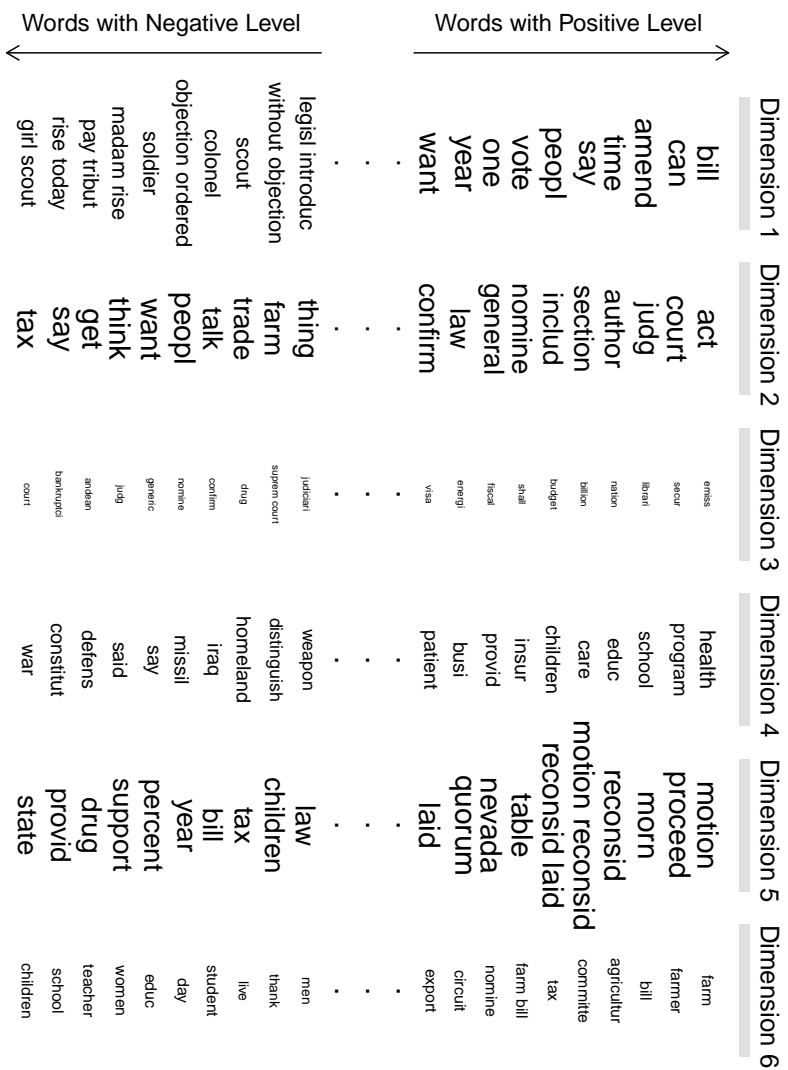 Dimension 1 Dimension 2 Dimension 3 Dimension 4 Dimension 5 Dimension 6
Words with Positive Level
bill act emiss health motion farm
can court secur program proceed farmer
amend judg librari school morn bill
time author nation educ reconsid agricultur
say section billion care motion reconsid committe
peopl includ budget children reconsid laid tax
vote nomine shall insur table farm bill
one general fiscal provid nevada nomine
year law energi busi quorum circuit
want confirm visa patient laid export
. . . . . .
. . . . . .
. . . . . .
Words with Negative Level
legisl introduc thing judiciari weapon law men
without objection farm suprem court distinguish children thank
scout trade drug homeland tax live
colonel talk confirm iraq bill student
objection ordered peopl nomine missil year day
soldier want generic say percent educ
madam rise think judg said support women
pay tribut get andean defens drug teacher
rise today say bankruptci constitut provid school
girl scout tax court war state children